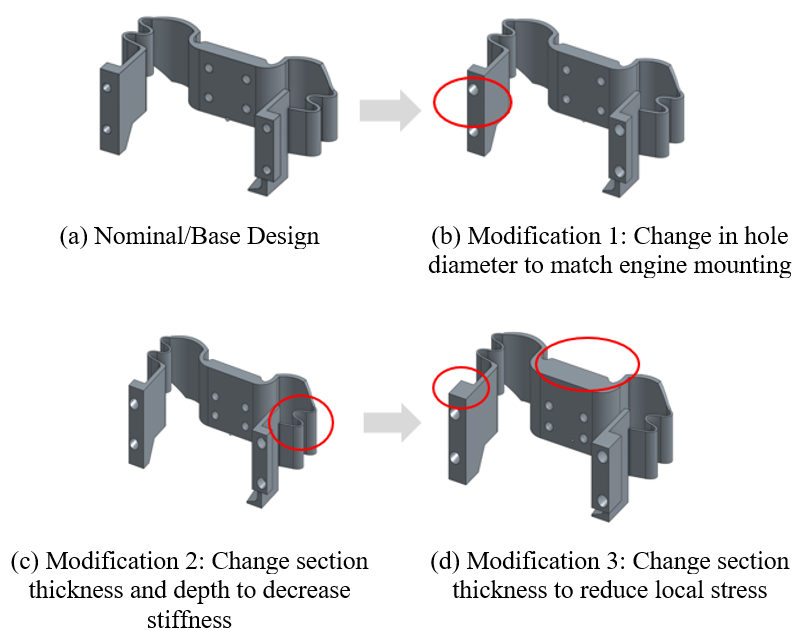 (a) Nominal/Base Design
(b) Modification 1: Change in hole
diameter to match engine mounting
(c) Modification 2: Change section
thickness and depth to decrease
stiffness
(d) Modification 3: Change section
thickness to reduce local stress